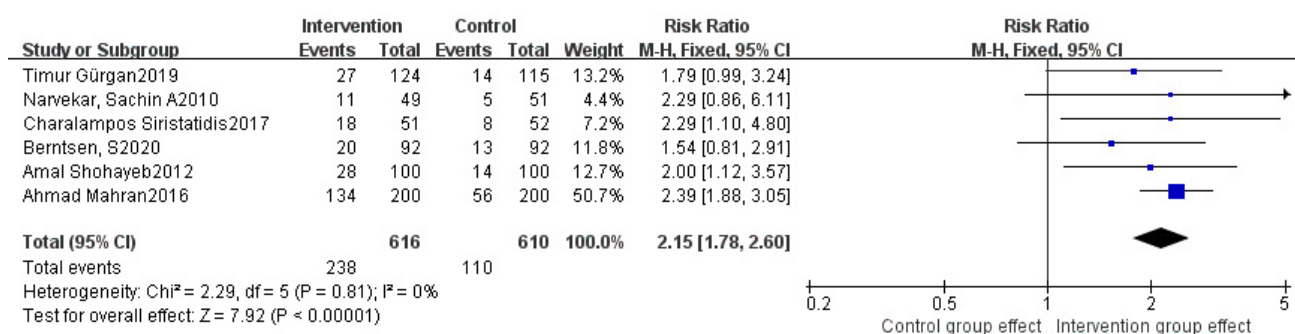 Intervention Control Risk Ratio Risk Ratio
Study or Subgroup Events Total Events Total Weight M-H, Fixed, 95% CI M-H, Fixed, 95% CI
Timur Gürgan2019 27 124 14 115 13.2% 1.79 [0.99, 3.24]
Narvekar, Sachin A2010 11 49 5 51 4.4% 2.29 [0.86, 6.11]
Charalampos Siristatidis2017 18 51 8 52 7.2% 2.29 [1.10, 4.80]
Berntsen, S2020 20 92 13 92 11.8% 1.54 [0.81, 2.91]
Amal Shohayeb2012 28 100 14 100 12.7% 2.00 [1.12, 3.57]
Ahmad Mahran2016 134 200 56 200 50.7% 2.39 [1.88, 3.05]
Total (95% CI) 616 610 100.0% 2.15 [1.78, 2.60]
Total events 238 110
Heterogeneity: Chi² = 2.29, df = 5 (P = 0.81); I² = 0%
Test for overall effect: Z = 7.92 (P < 0.00001)
0.2 0.5 1 2 5
Control group effect Intervention group effect